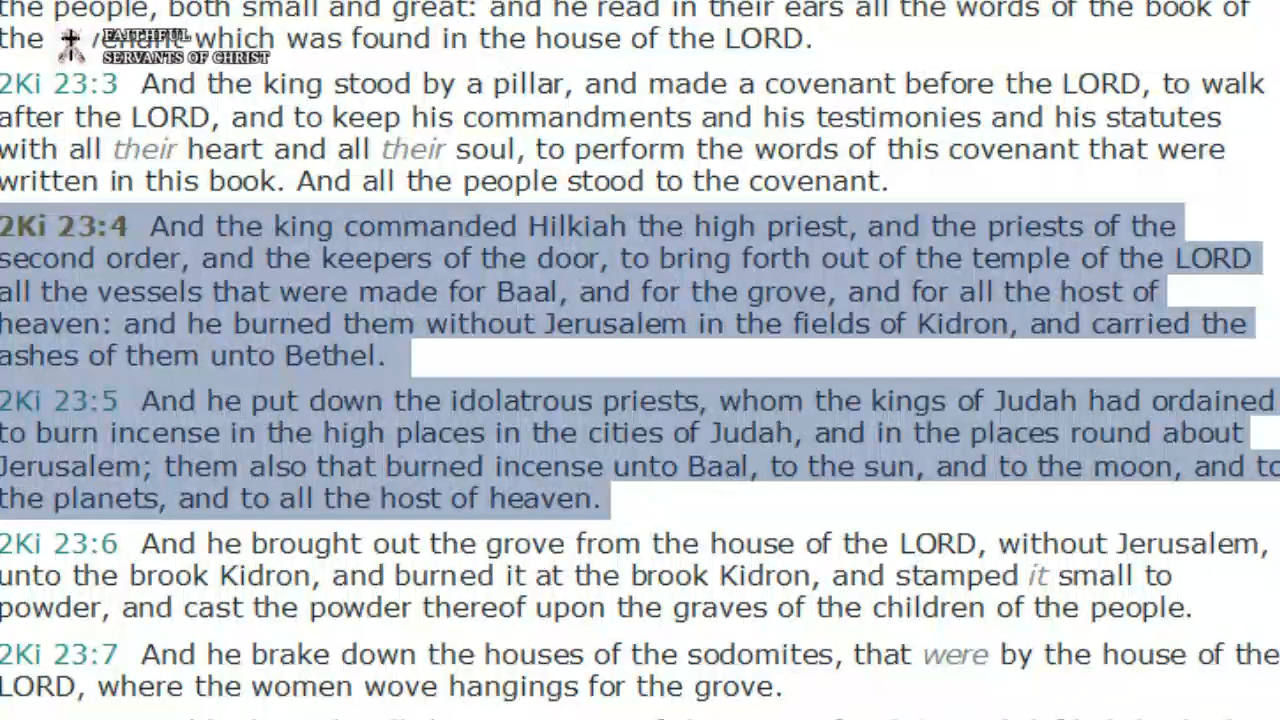 the people, both small and great: and he read in their ears all the words of the book of
the covenant which was found in the house of the LORD.
FAITHFUL
SERVANTS OF CHRIST
2Ki 23:3 And the king stood by a pillar, and made a covenant before the LORD, to walk
after the LORD, and to keep his commandments and his testimonies and his statutes
with all their heart and all their soul, to perform the words of this covenant that were
written in this book. And all the people stood to the covenant.
2Ki 23:4 And the king commanded Hilkiah the high priest, and the priests of the
second order, and the keepers of the door, to bring forth out of the temple of the LORD
all the vessels that were made for Baal, and for the grove, and for all the host of
heaven: and he burned them without Jerusalem in the fields of Kidron, and carried the
ashes of them unto Bethel.
2Ki 23:5 And he put down the idolatrous priests, whom the kings of Judah had ordained
to burn incense in the high places in the cities of Judah, and in the places round about
Jerusalem; them also that burned incense unto Baal, to the sun, and to the moon, and to
the planets, and to all the host of heaven.
2Ki 23:6 And he brought out the grove from the house of the LORD, without Jerusalem,
unto the brook Kidron, and burned it at the brook Kidron, and stamped it small to
powder, and cast the powder thereof upon the graves of the children of the people.
2Ki 23:7 And he brake down the houses of the sodomites, that were by the house of the
LORD, where the women wove hangings for the grove.